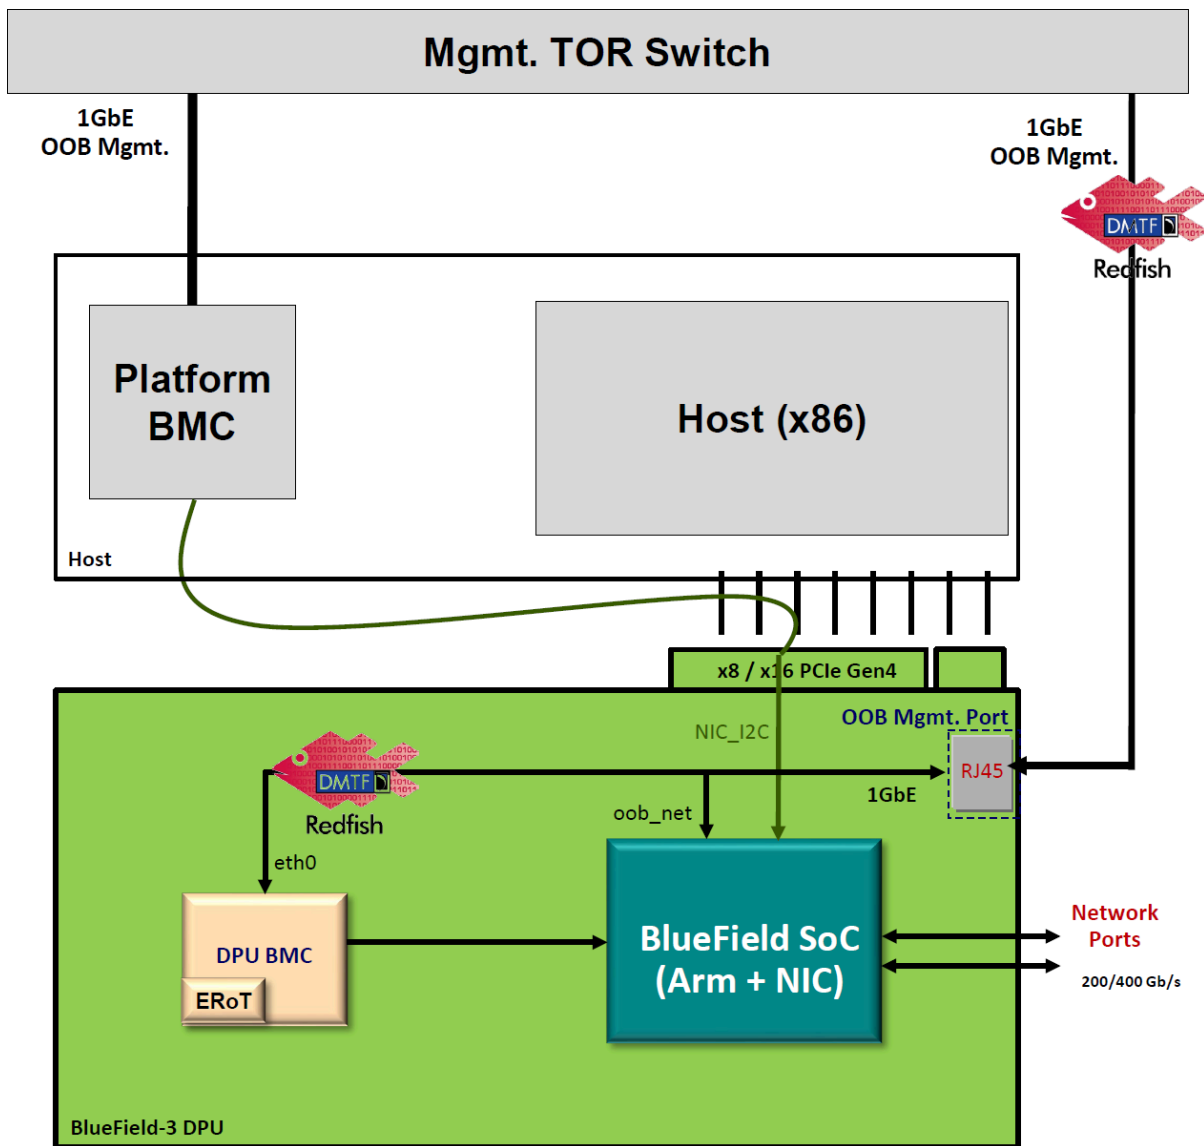 Mgmt. TOR Switch
1GbE
OOB Mgmt.
1GbE
OOB Mgmt.
DMTF
Redfish
Platform
BMC
Host (x86)
Host
x8 / x16 PCIe Gen4
OOB Mgmt. Port
NIC_I2C
RJ45
DMTF
Redfish
1GbE
oob_net
eth0
DPU BMC
ERoT
BlueField SoC
(Arm + NIC)
Network
Ports
200/400 Gb/s
BlueField-3 DPU